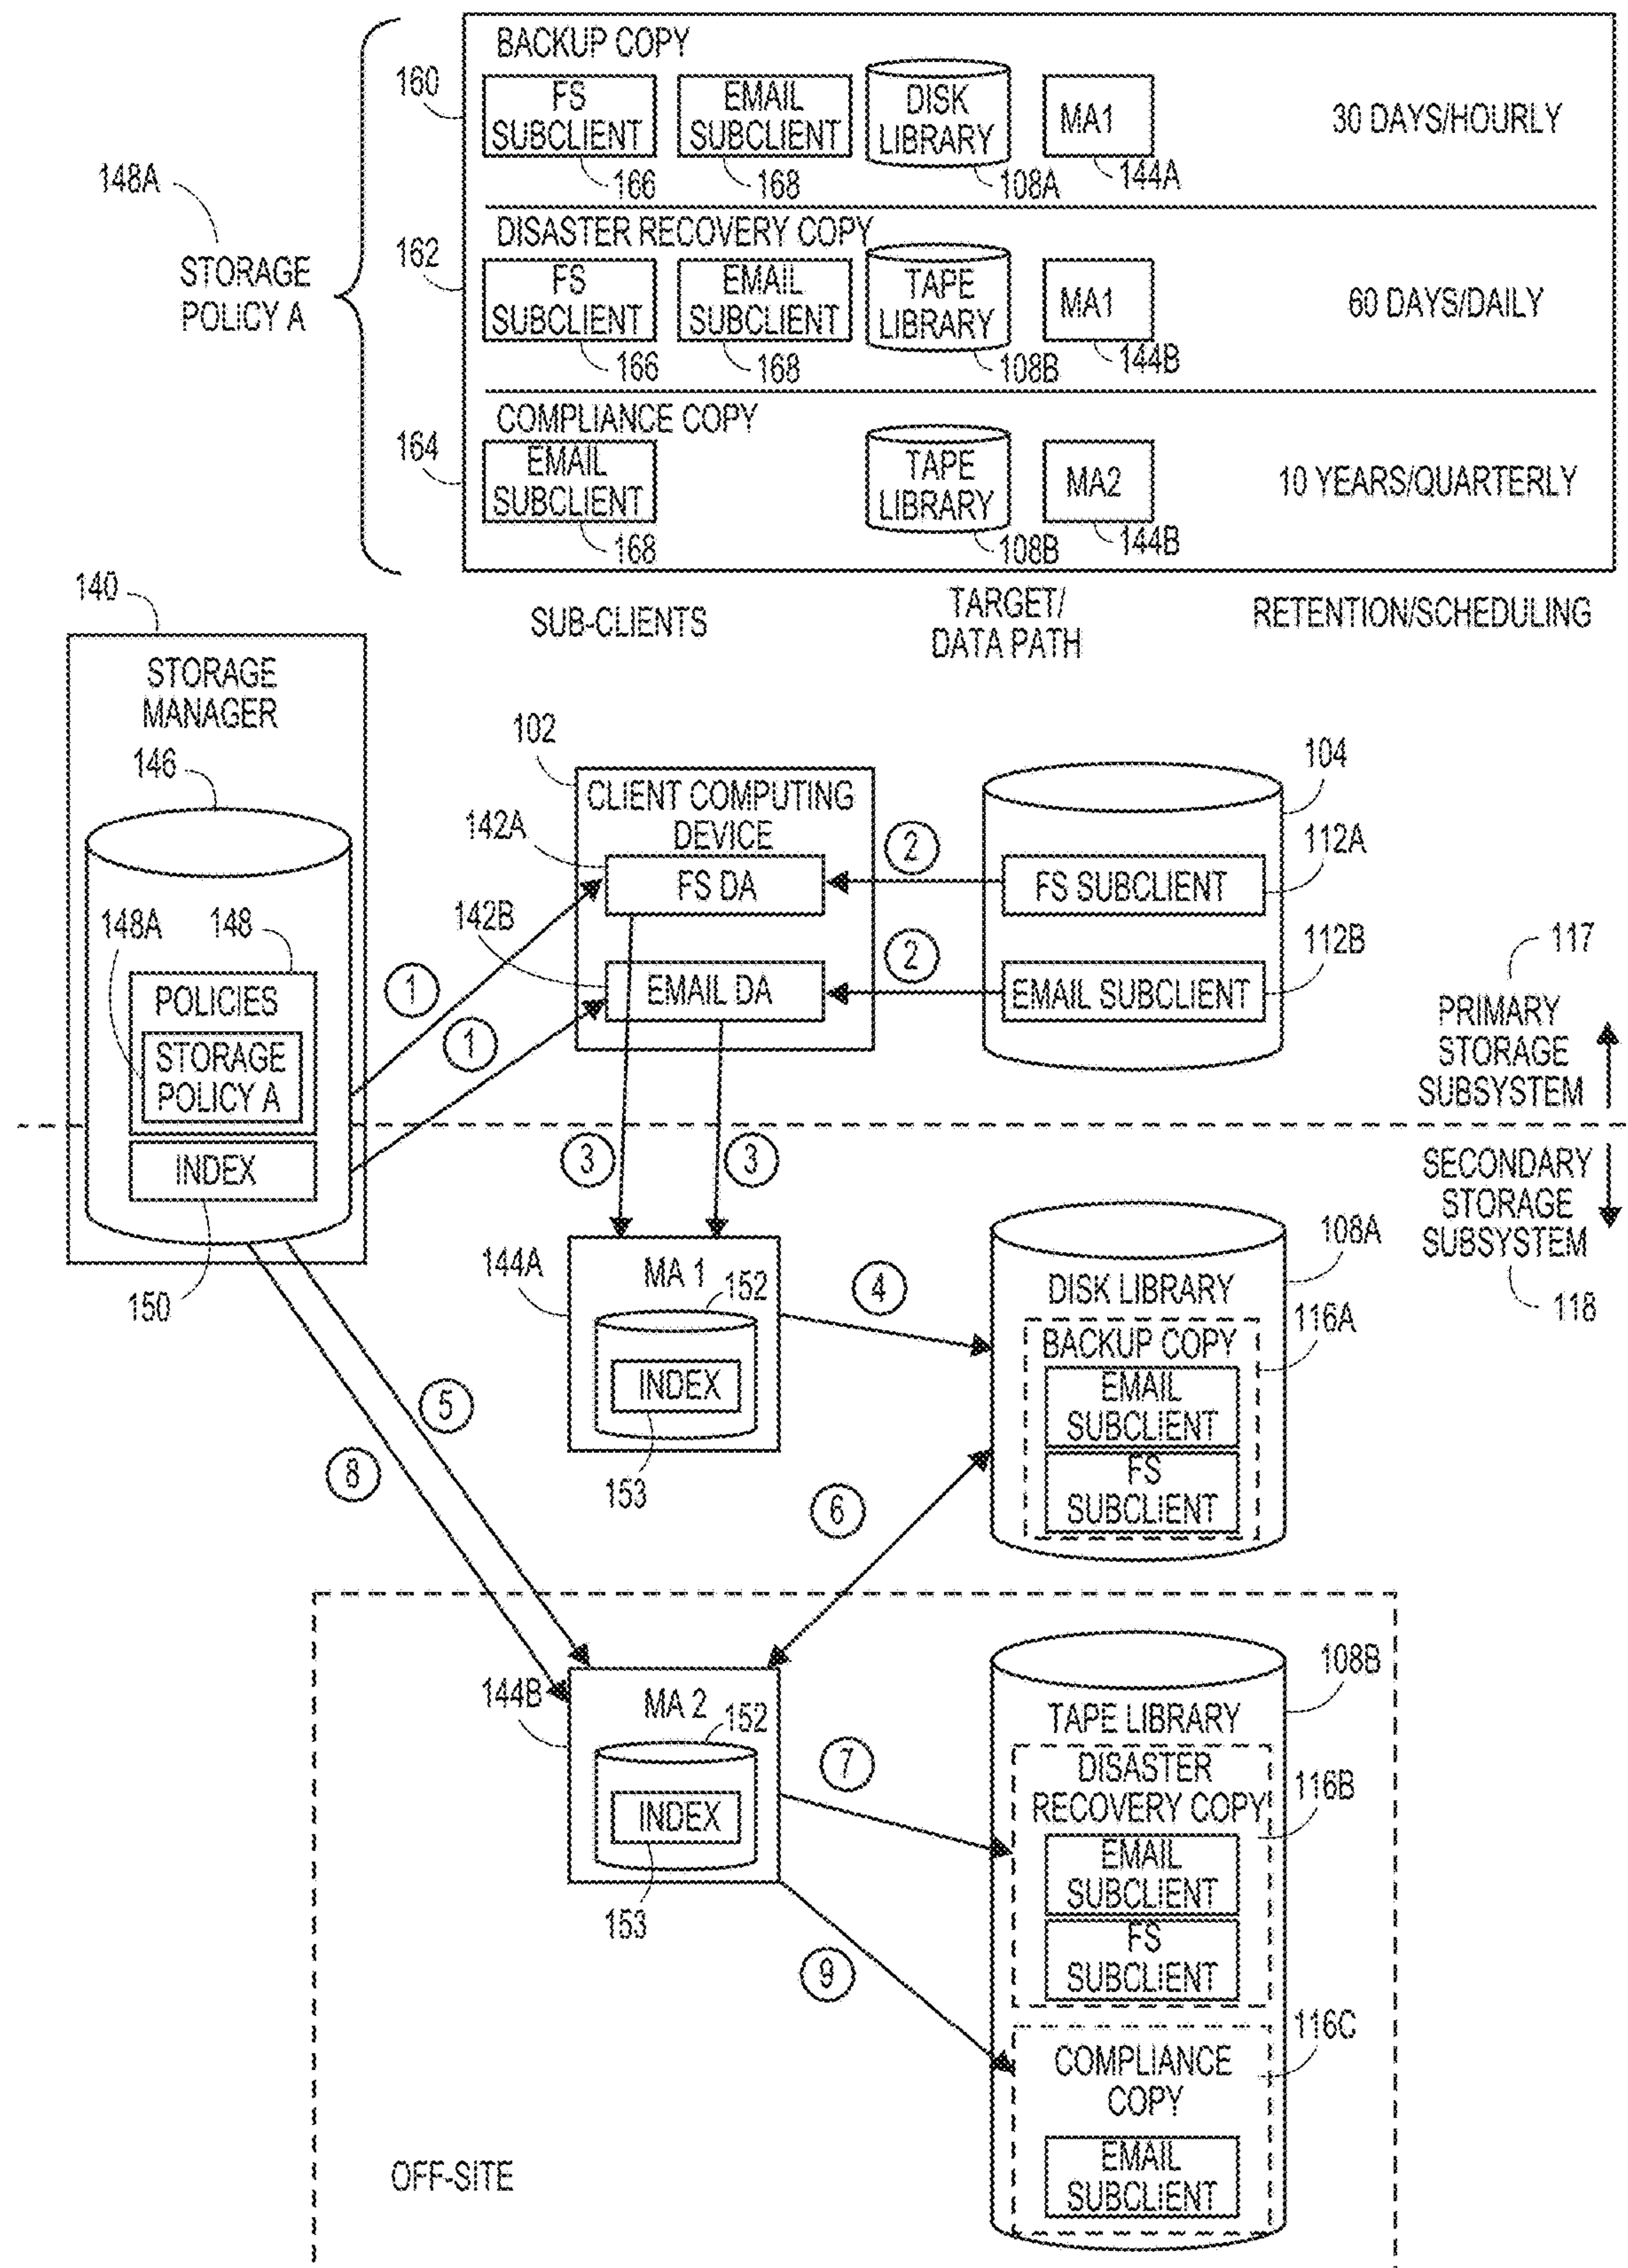 BACKUP COPY
160
FS
SUBCLIENT
166
EMAIL
SUBCLIENT
168
DISK
LIBRARY
108A
MA1
144A
30 DAYS/HOURLY
148A
STORAGE
POLICY A
DISASTER RECOVERY COPY
162
FS
SUBCLIENT
166
EMAIL
SUBCLIENT
168
TAPE
LIBRARY
108B
MA1
144B
60 DAYS/DAILY
COMPLIANCE COPY
164
EMAIL
SUBCLIENT
168
TAPE
LIBRARY
108B
MA2
144B
10 YEARS/QUARTERLY
SUB-CLIENTS
TARGET/
DATA PATH
RETENTION/SCHEDULING
140
STORAGE
MANAGER
146
148A
148
POLICIES
STORAGE
POLICY A
INDEX
150
102
CLIENT COMPUTING
DEVICE
142A
FS DA
142B
EMAIL DA
1
1
2
2
104
112A
FS SUBCLIENT
112B
EMAIL SUBCLIENT
117
PRIMARY
STORAGE
SUBSYSTEM
SECONDARY
STORAGE
SUBSYSTEM
118
3
3
144A
MA 1
152
INDEX
153
4
108A
DISK LIBRARY
116A
BACKUP COPY
EMAIL
SUBCLIENT
FS
SUBCLIENT
5
8
6
144B
MA 2
152
INDEX
153
7
9
108B
TAPE LIBRARY
DISASTER
RECOVERY COPY
116B
EMAIL
SUBCLIENT
FS
SUBCLIENT
116C
COMPLIANCE
COPY
EMAIL
SUBCLIENT
OFF-SITE